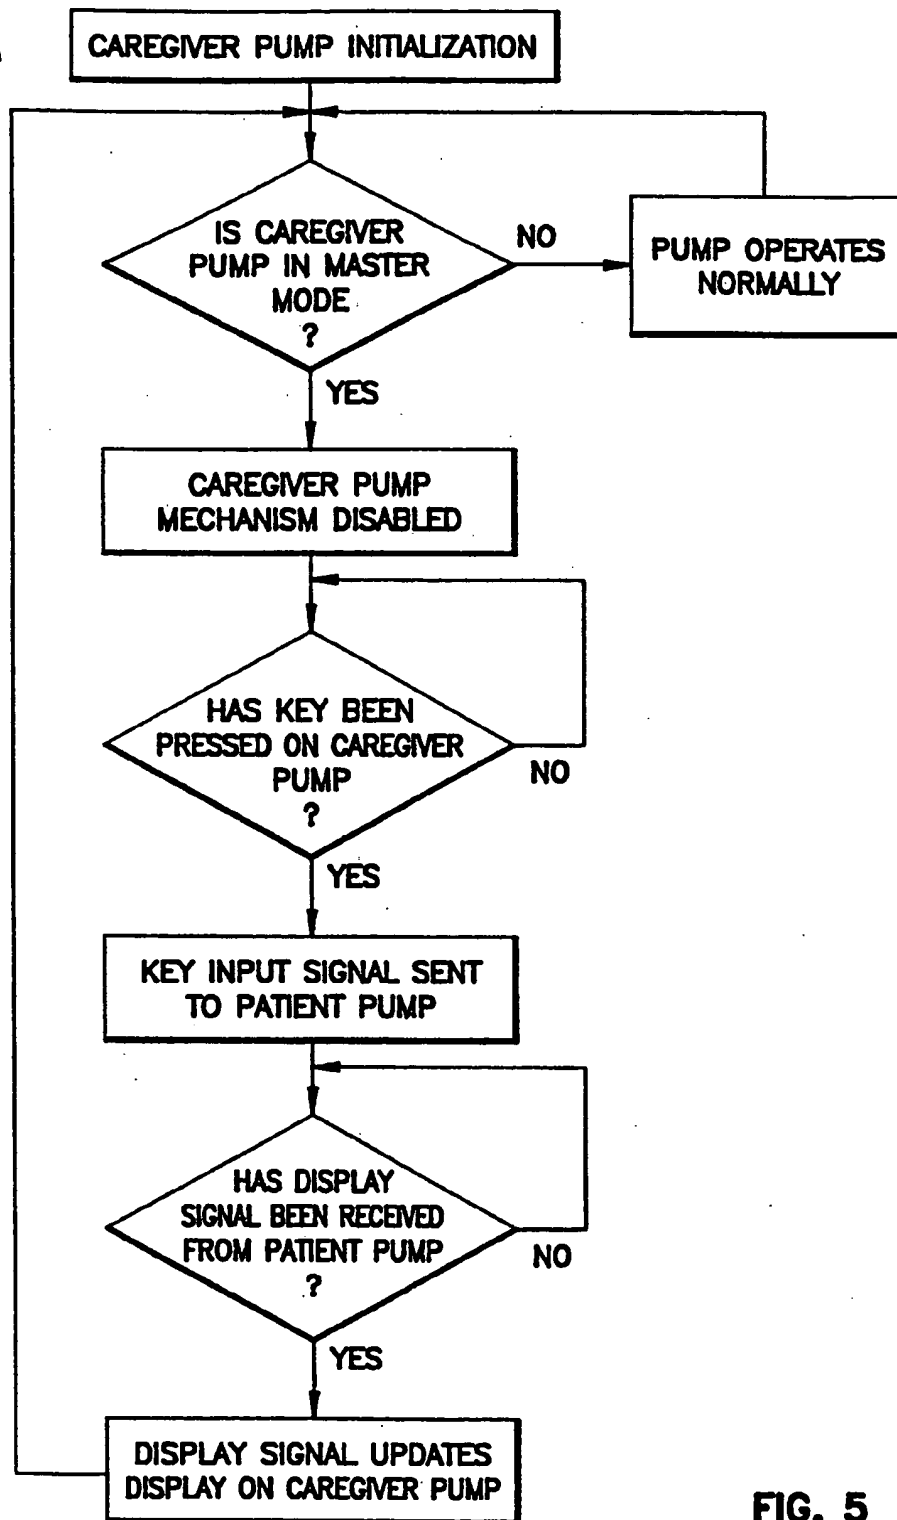 CAREGIVER PUMP INITIALIZATION
IS CAREGIVER
PUMP IN MASTER
MODE
?
NO
PUMP OPERATES
NORMALLY
YES
CAREGIVER PUMP
MECHANISM DISABLED
HAS KEY BEEN
PRESSED ON CAREGIVER
PUMP
?
NO
YES
KEY INPUT SIGNAL SENT
TO PATIENT PUMP
HAS DISPLAY
SIGNAL BEEN RECEIVED
FROM PATIENT PUMP
?
NO
YES
DISPLAY SIGNAL UPDATES
DISPLAY ON CAREGIVER PUMP
FIG. 5